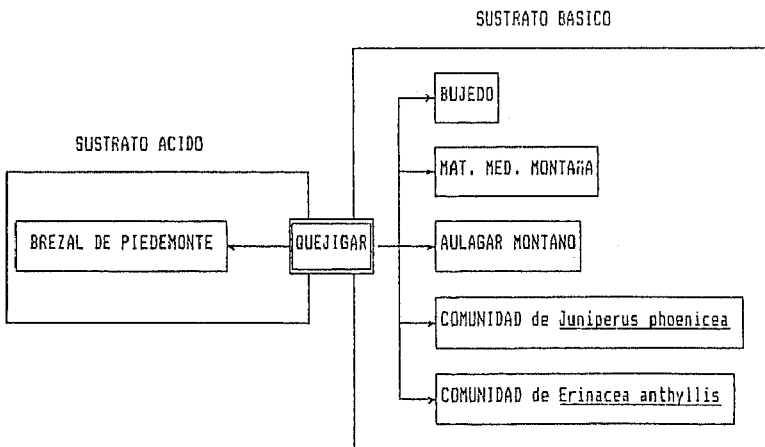 SUSTRATO BASICO
BUJEDO
SUSTRATO ACIDO
MAT. MED. MONTAÑA
BREZAL DE PIEDEMONTE
QUEJIGAR
AULAGAR MONTANO
COMUNIDAD de Juniperus phoenicea
COMUNIDAD de Erinacea anthyllis